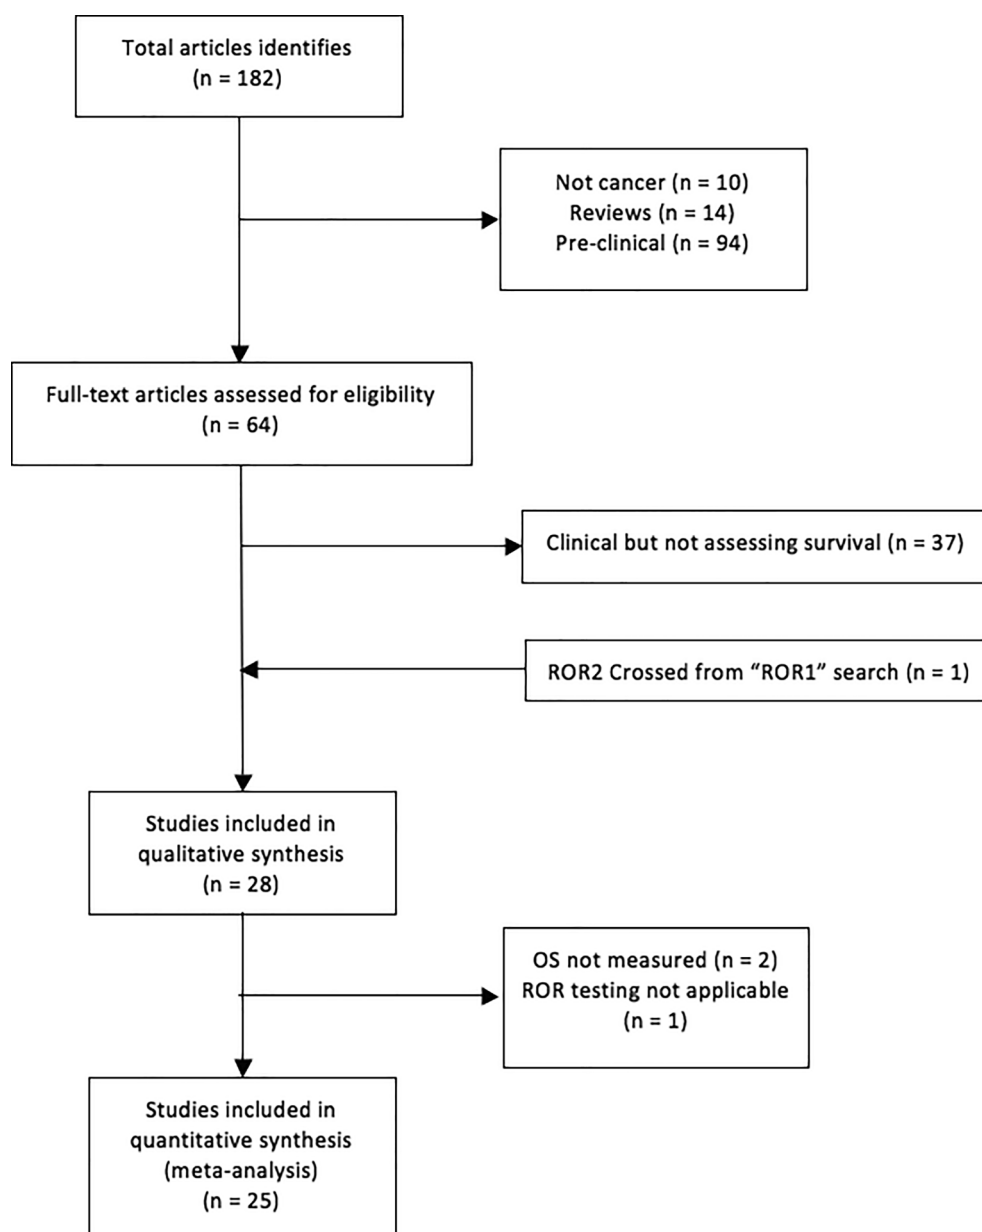 Total articles identifies
(n = 182)
Not cancer (n = 10)
Reviews (n = 14)
Pre-clinical (n = 94)
Full-text articles assessed for eligibility
(n = 64)
Clinical but not assessing survival (n = 37)
ROR2 Crossed from “ROR1” search (n = 1)
Studies included in
qualitative synthesis
(n = 28)
OS not measured (n = 2)
ROR testing not applicable
(n = 1)
Studies included in
quantitative synthesis
(meta-analysis)
(n = 25)